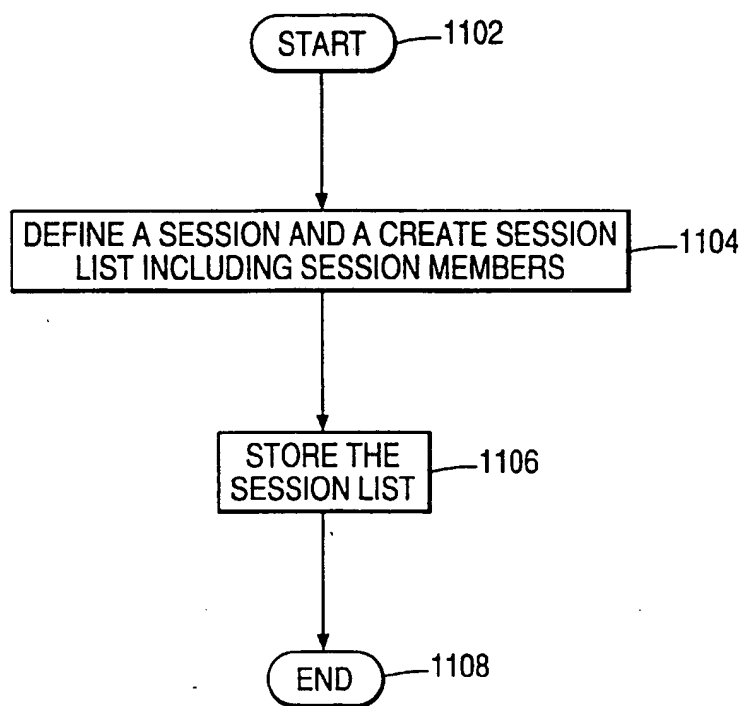 START
1102
DEFINE A SESSION AND A CREATE SESSION
LIST INCLUDING SESSION MEMBERS
1104
STORE THE
SESSION LIST
1106
END
1108